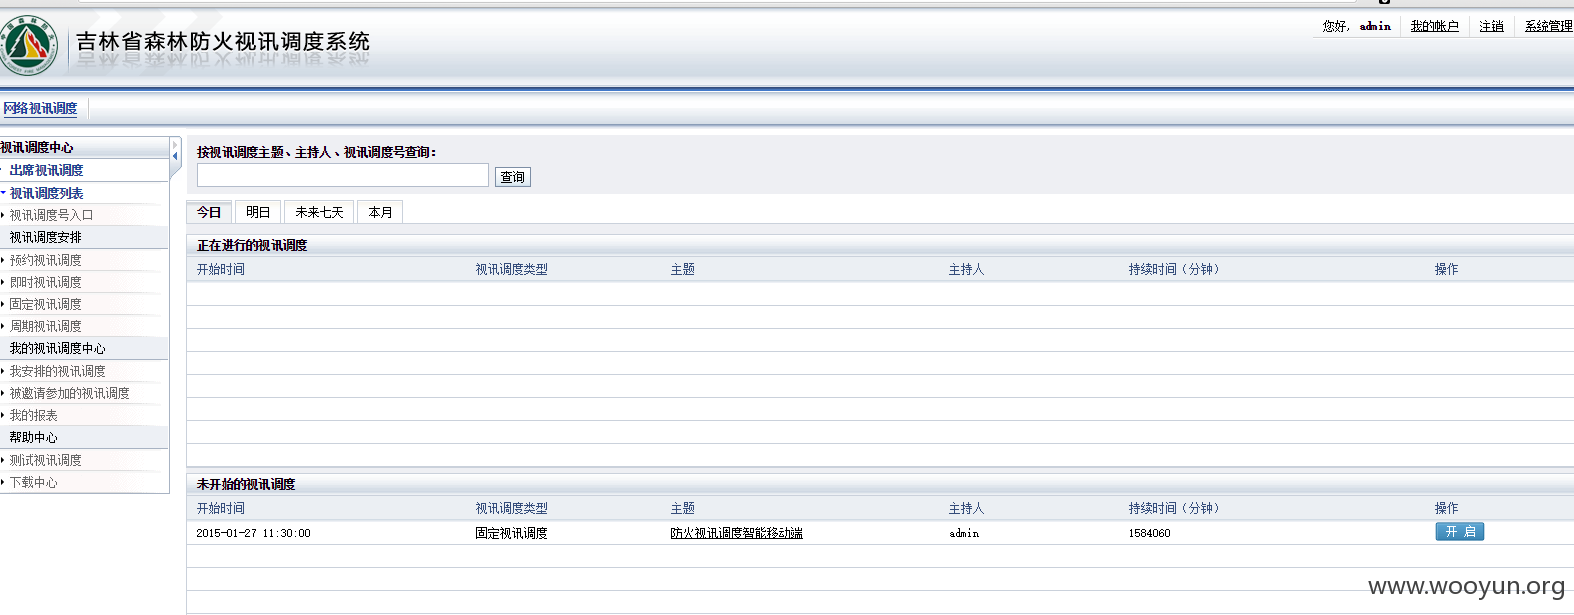 吉林省森林防火视讯调度系统
您好, admin 我的帐户 注销 系统管理
网络视讯调度
视讯调度中心
出席视讯调度
视讯调度列表
视讯调度号入口
视讯调度安排
预约视讯调度
即时视讯调度
固定视讯调度
周期视讯调度
我的视讯调度中心
我安排的视讯调度
被邀请参加的视讯调度
我的报表
帮助中心
测试视讯调度
下载中心
按视讯调度主题、主持人、视讯调度号查询:
查询
今日 明日 未来七天 本月
正在进行的视讯调度
开始时间 视讯调度类型 主题 主持人 持续时间（分钟） 操作
未开始的视讯调度
开始时间 视讯调度类型 主题 主持人 持续时间（分钟） 操作
2015-01-27 11:30:00 固定视讯调度 防火视讯调度智能移动端 admin 1584060 开 启
www.wooyun.org